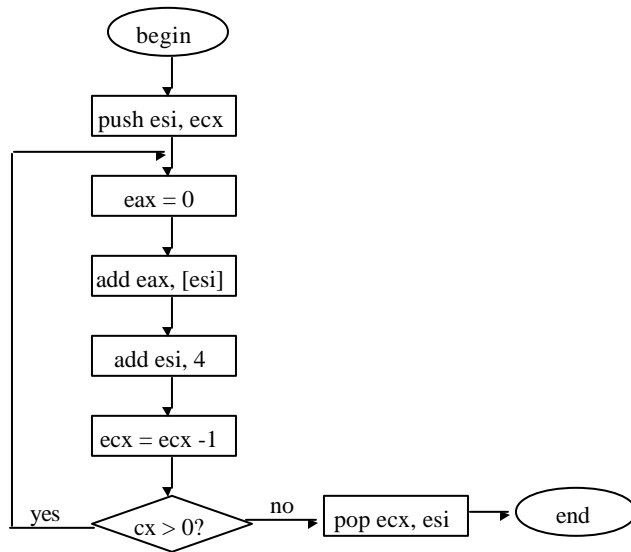 begin
push esi, ecx
eax = 0
add eax, [esi]
add esi, 4
ecx = ecx -1
cx > 0?
yes
no
pop ecx, esi
end